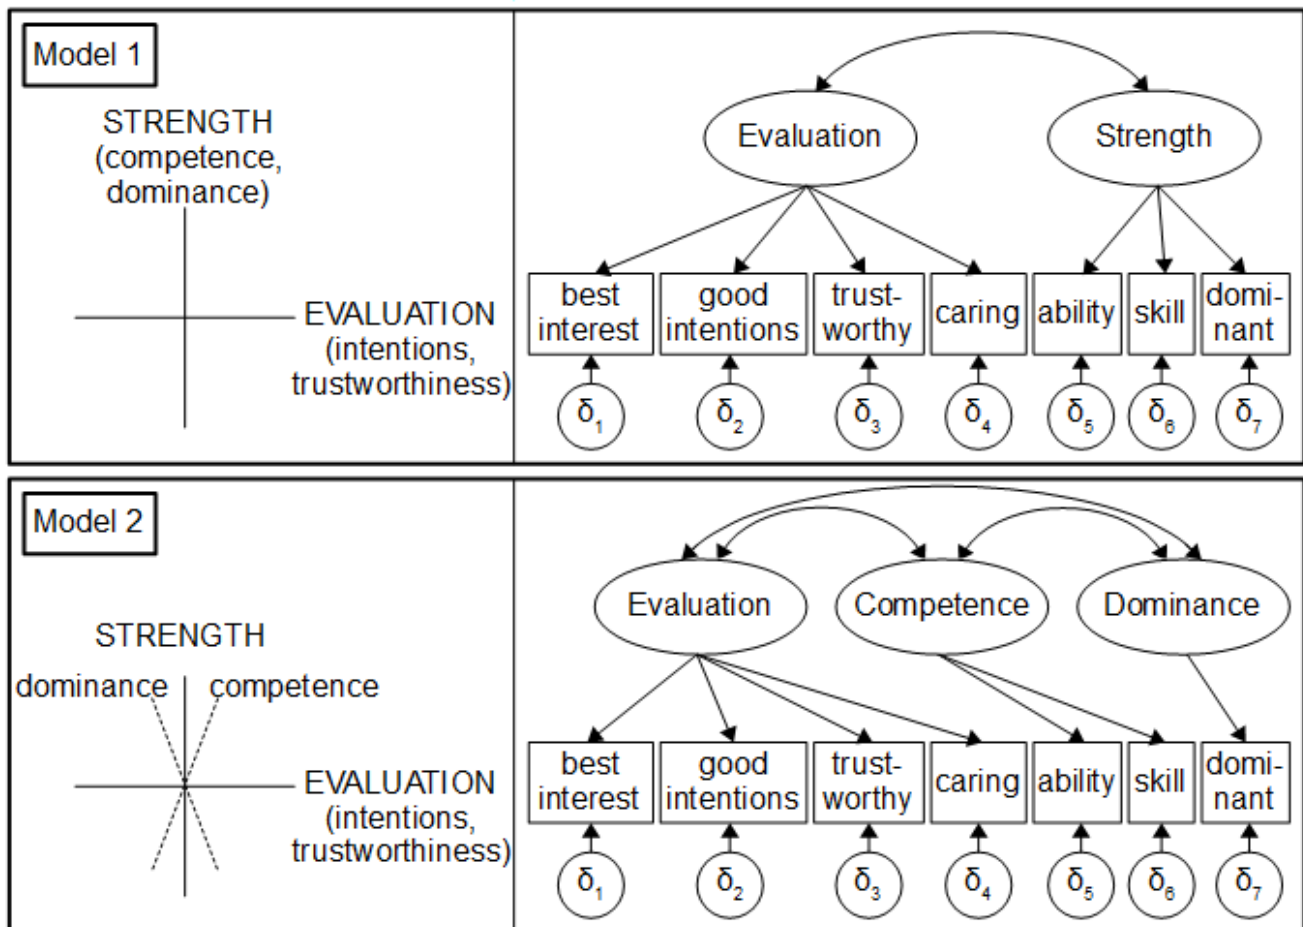 Model 1
STRENGTH
(competence,
dominance)
EVALUATION
(intentions,
trustworthiness)
Evaluation
Strength
best
interest
good
intentions
trust-
worthy
caring
ability
skill
domi-
nant
δ1
δ2
δ3
δ4
δ5
δ6
δ7
Model 2
STRENGTH
dominance
competence
EVALUATION
(intentions,
trustworthiness)
Evaluation
Competence
Dominance
best
interest
good
intentions
trust-
worthy
caring
ability
skill
domi-
nant
δ1
δ2
δ3
δ4
δ5
δ6
δ7